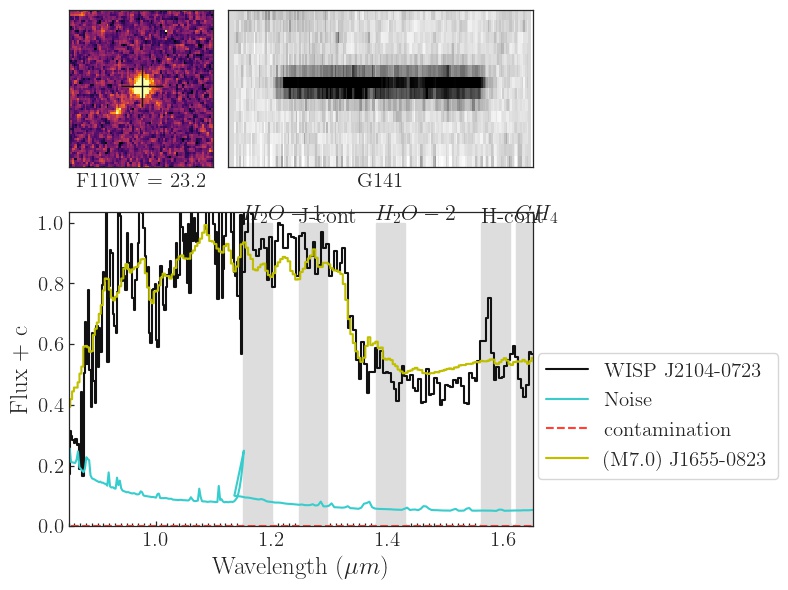 F110W = 23.2
G141
H₂O − 1
J-cont
H₂O − 2
H-cont
CH₄
1.0
0.8
0.6
0.4
0.2
0.0
Flux + c
1.0
1.2
1.4
1.6
Wavelength (μm)
WISP J2104-0723
Noise
contamination
(M7.0) J1655-0823